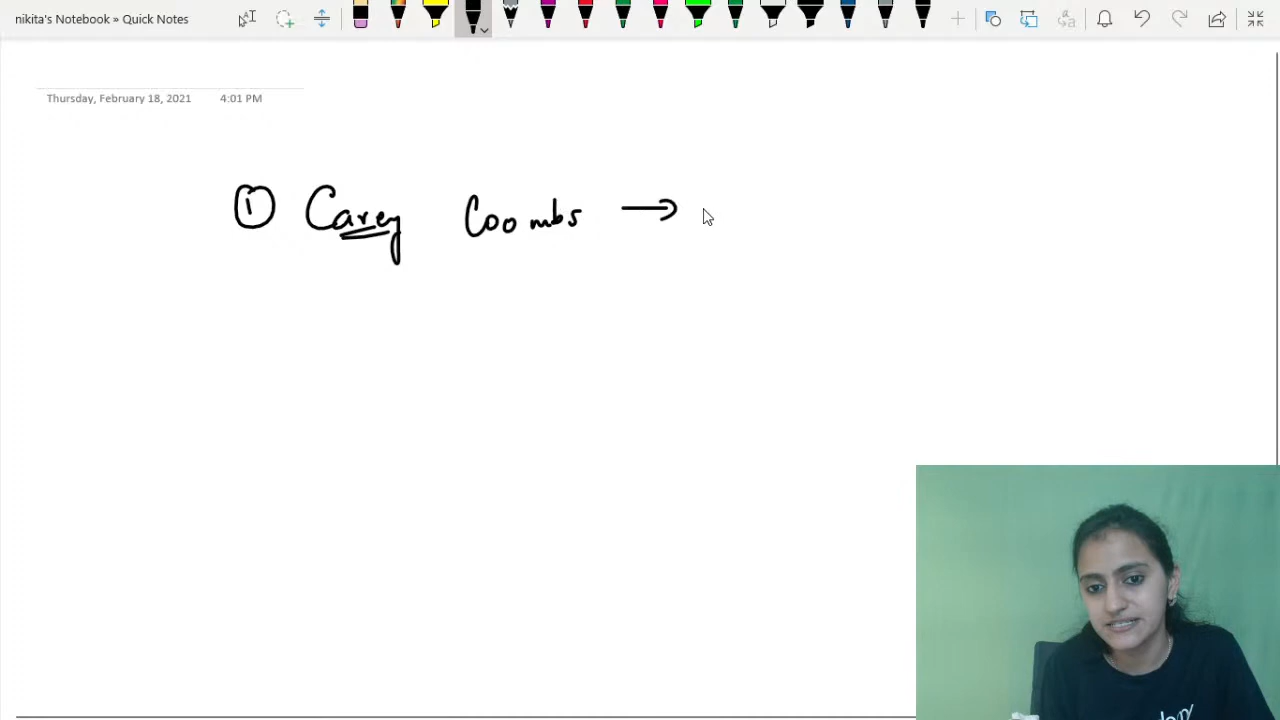 nikita's Notebook » Quick Notes
Thursday, February 18, 2021 4:01 PM
① Carey Coombs →